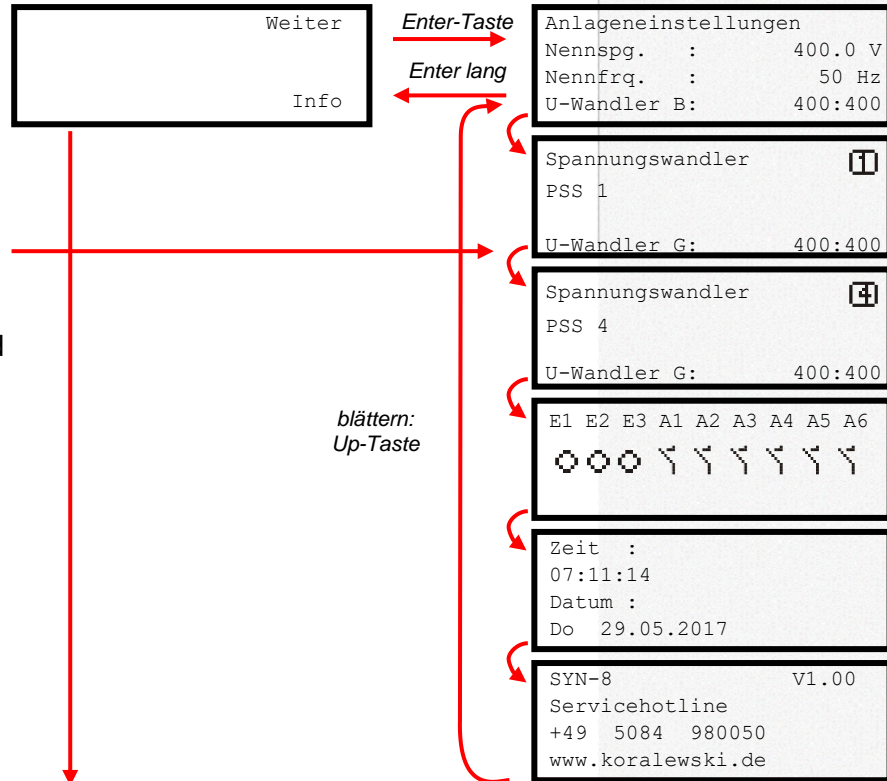 Weiter
Info
Enter-Taste
Enter lang
Anlageneinstellungen
Nennspg. : 400.0 V
Nennfrq. : 50 Hz
U-Wandler B: 400:400
Spannungswandler 1
PSS 1
U-Wandler G: 400:400
Spannungswandler 4
PSS 4
U-Wandler G: 400:400
blättern:
Up-Taste
E1 E2 E3 A1 A2 A3 A4 A5 A6
Zeit :
07:11:14
Datum :
Do 29.05.2017
SYN-8 V1.00
Servicehotline
+49 5084 980050
www.koralewski.de